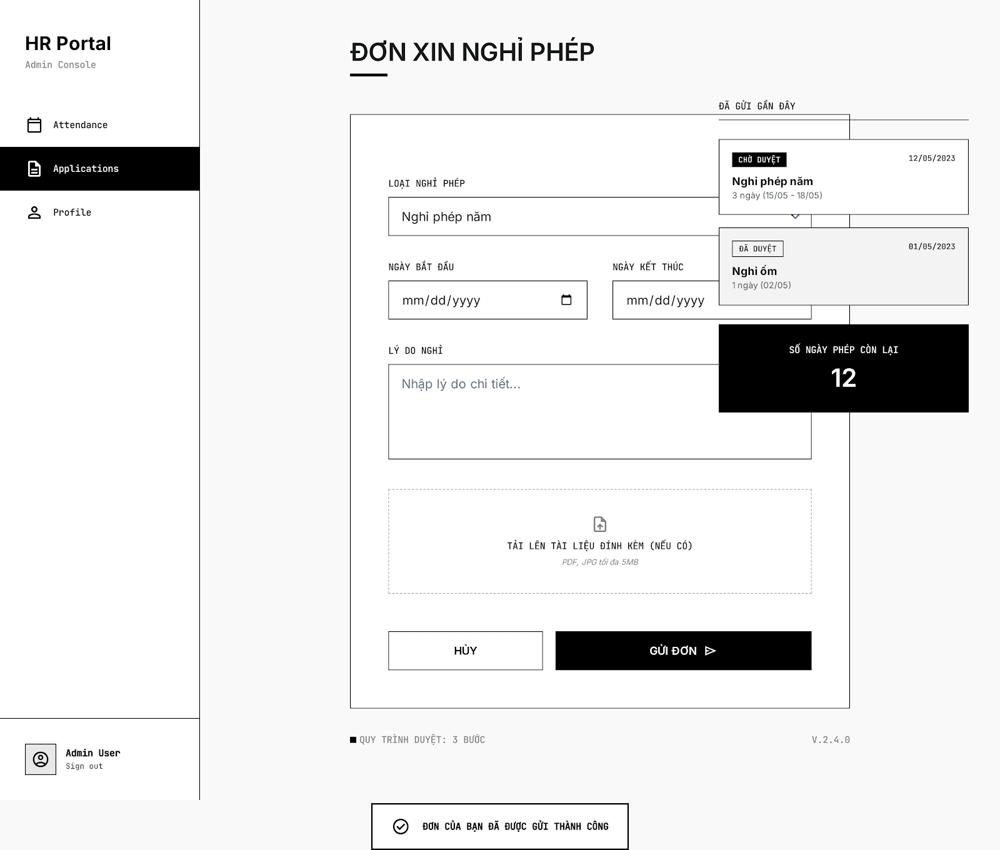 HR Portal
Admin Console
Attendance
Applications
Profile
Admin User
Sign out
ĐƠN XIN NGHỈ PHÉP
LOẠI NGHỈ PHÉP
Nghỉ phép năm
NGÀY BẮT ĐẦU
NGÀY KẾT THÚC
mm/dd/yyyy
mm/dd/yyyy
LÝ DO NGHỈ
Nhập lý do chi tiết...
TẢI LÊN TÀI LIỆU ĐÍNH KÈM (NẾU CÓ)
PDF, JPG tối đa 5MB
HỦY
GỬI ĐƠN
QUY TRÌNH DUYỆT: 3 BƯỚC
V.2.4.0
ĐÃ GỬI GẦN ĐÂY
CHỜ DUYỆT
12/05/2023
Nghỉ phép năm
3 ngày (15/05 - 18/05)
ĐÃ DUYỆT
01/05/2023
Nghỉ ốm
1 ngày (02/05)
SỐ NGÀY PHÉP CÒN LẠI
12
ĐƠN CỦA BẠN ĐÃ ĐƯỢC GỬI THÀNH CÔNG